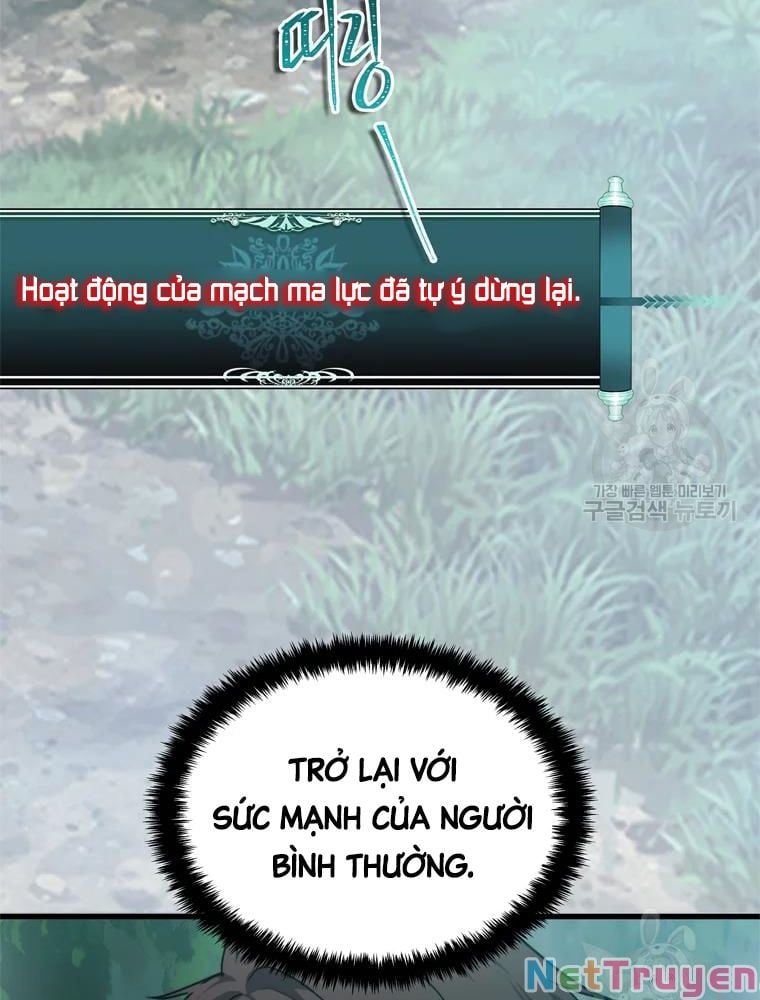 띠링
Hoạt động của mạch ma lực đã tự ý dừng lại.
가장 빠른 웹툰 미리보기
구글검색 뉴토끼
TRỞ LẠI VỚI
SỨC MẠNH CỦA NGƯỜI
BÌNH THƯỜNG.
NetTruyen